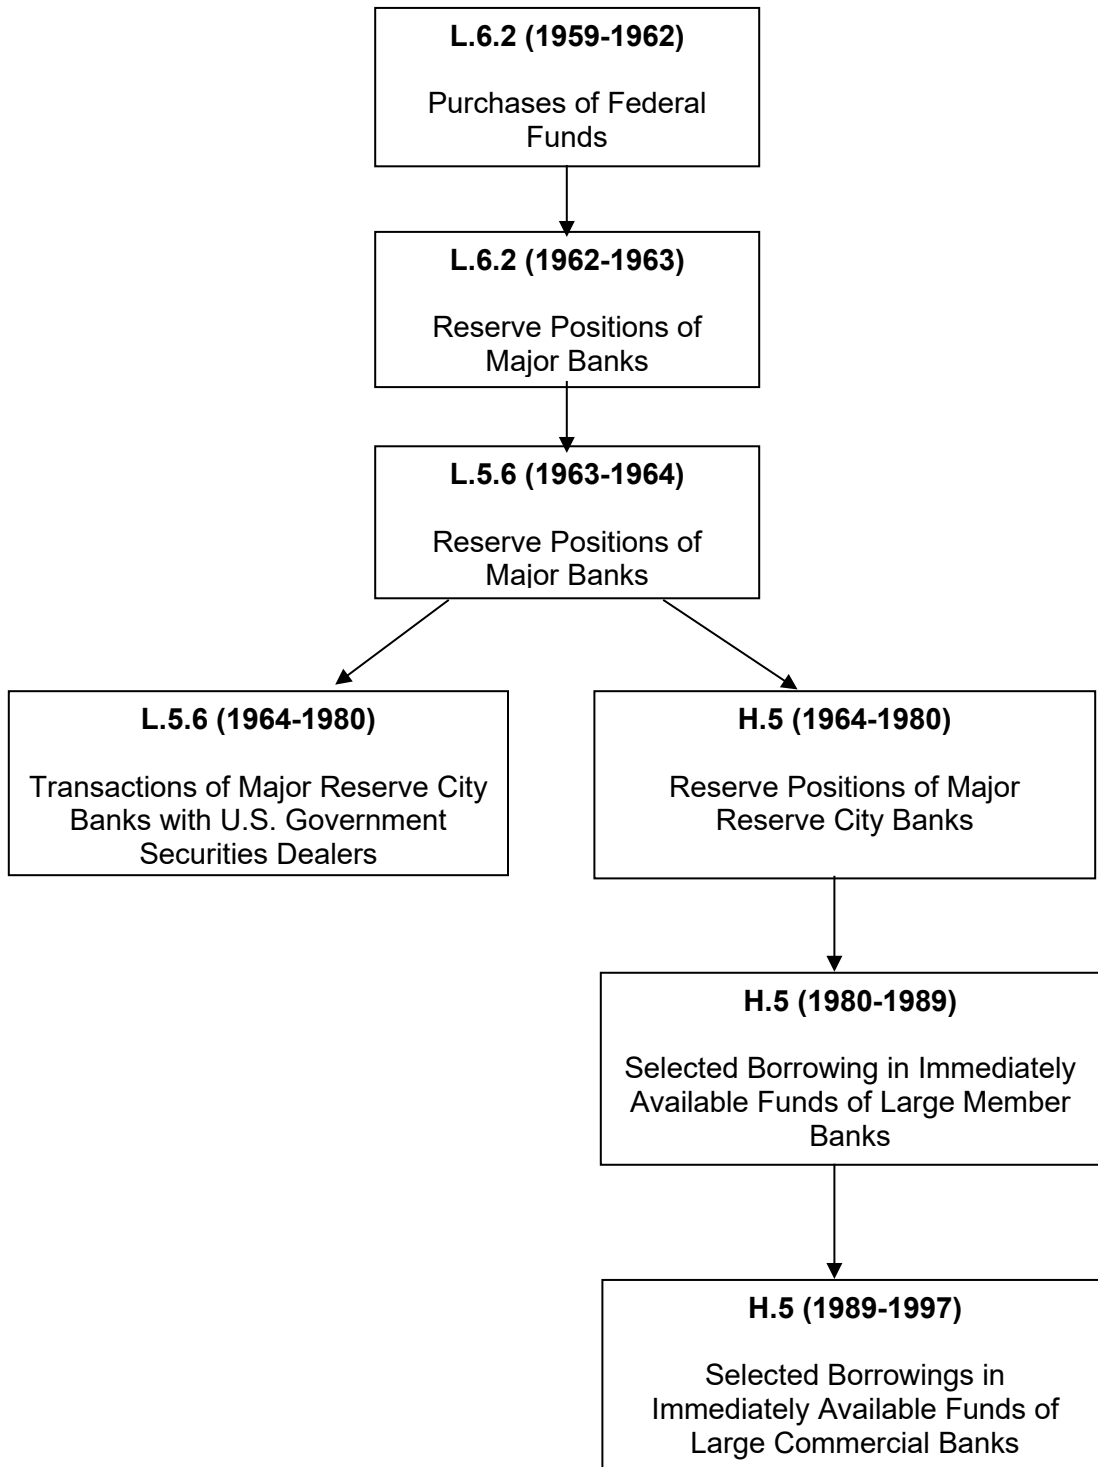 L.6.2 (1959-1962)
Purchases of Federal
Funds
L.6.2 (1962-1963)
Reserve Positions of
Major Banks
L.5.6 (1963-1964)
Reserve Positions of
Major Banks
L.5.6 (1964-1980)
Transactions of Major Reserve City
Banks with U.S. Government
Securities Dealers
H.5 (1964-1980)
Reserve Positions of Major
Reserve City Banks
H.5 (1980-1989)
Selected Borrowing in Immediately
Available Funds of Large Member
Banks
H.5 (1989-1997)
Selected Borrowings in
Immediately Available Funds of
Large Commercial Banks